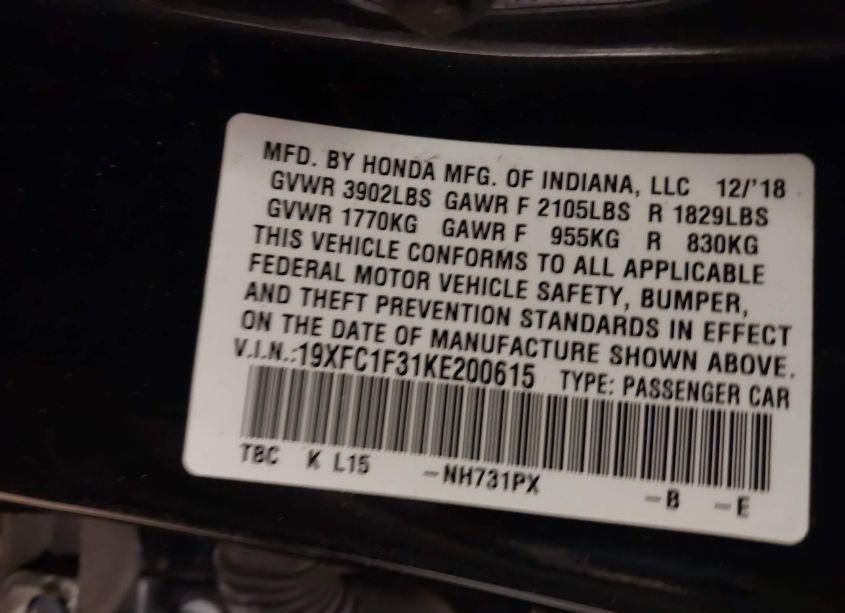 MFD. BY HONDA MFG. OF INDIANA, LLC 12/'18
GVWR 3902LBS GAWR F 2105LBS R 1829LBS
GVWR 1770KG GAWR F 955KG R 830KG
THIS VEHICLE CONFORMS TO ALL APPLICABLE
FEDERAL MOTOR VEHICLE SAFETY, BUMPER,
AND THEFT PREVENTION STANDARDS IN EFFECT
ON THE DATE OF MANUFACTURE SHOWN ABOVE.
V.I.N.:19XFC1F31KE200615 TYPE: PASSENGER CAR
TBC K L15 -NH731PX -B -E